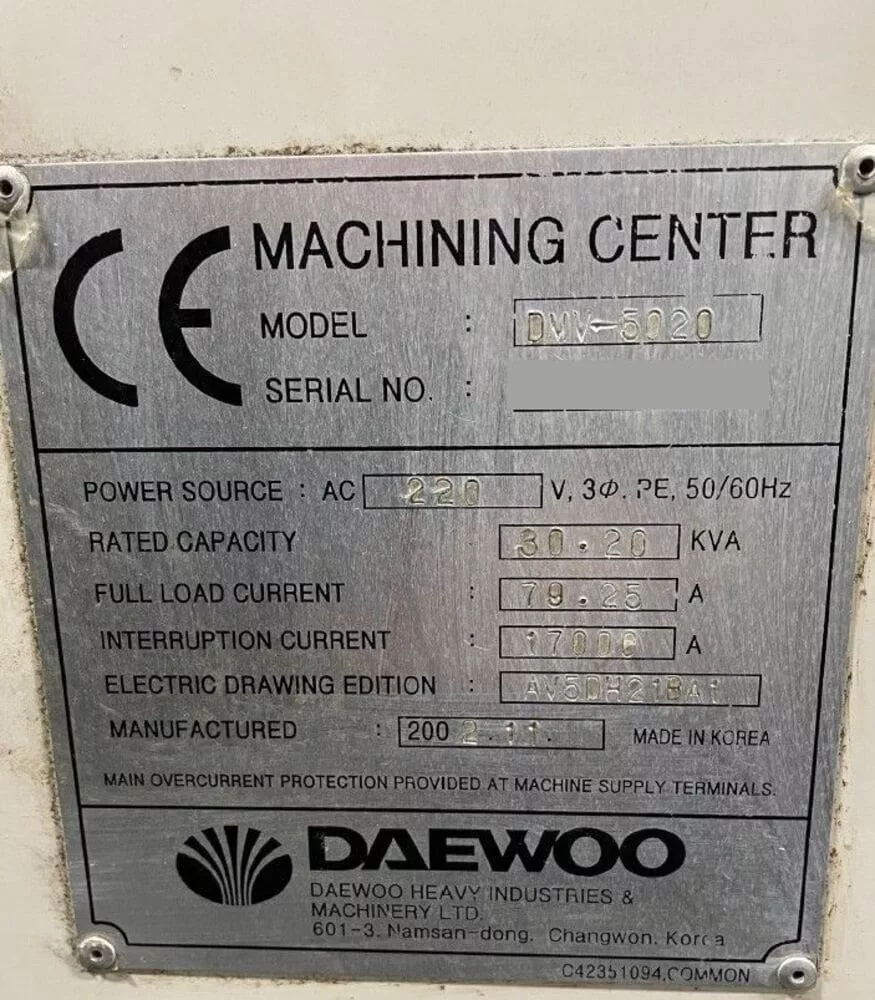 CE MACHINING CENTER
MODEL : DMV-5020
SERIAL NO. :
POWER SOURCE : AC 220 V, 3Φ. PE, 50/60Hz
RATED CAPACITY : 30.20 KVA
FULL LOAD CURRENT : 79.25 A
INTERRUPTION CURRENT : 17000 A
ELECTRIC DRAWING EDITION : AV5DH21BA1
MANUFACTURED : 2002.11. MADE IN KOREA
MAIN OVERCURRENT PROTECTION PROVIDED AT MACHINE SUPPLY TERMINALS.
DAEWOO
DAEWOO HEAVY INDUSTRIES &
MACHINERY LTD.
601-3, Namsan-dong, Changwon, Korea
C42351094,COMMON